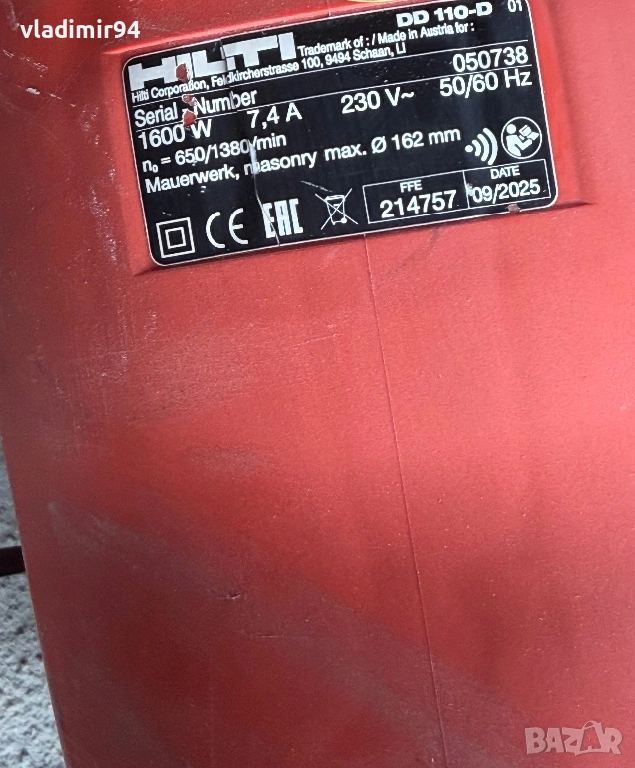 vladimir94
HILTI DD 110-D 01
Trademark of : / Made in Austria for :
Hilti Corporation, Feldkircherstrasse 100, 9494 Schaan, LI
Serial Number 050738
1600 W 7,4 A 230 V~ 50/60 Hz
n₀ = 650/1380/min
Mauerwerk, masonry max. Ø 162 mm
CE EAC
FFE
214757
DATE
09/2025
BAZAR